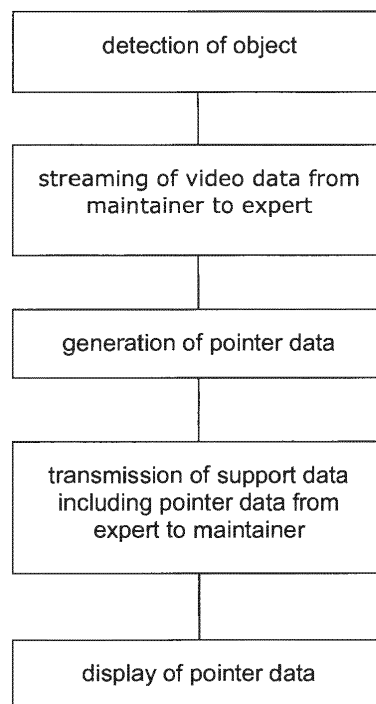 detection of object
streaming of video data from
maintainer to expert
generation of pointer data
transmission of support data
including pointer data from
expert to maintainer
display of pointer data